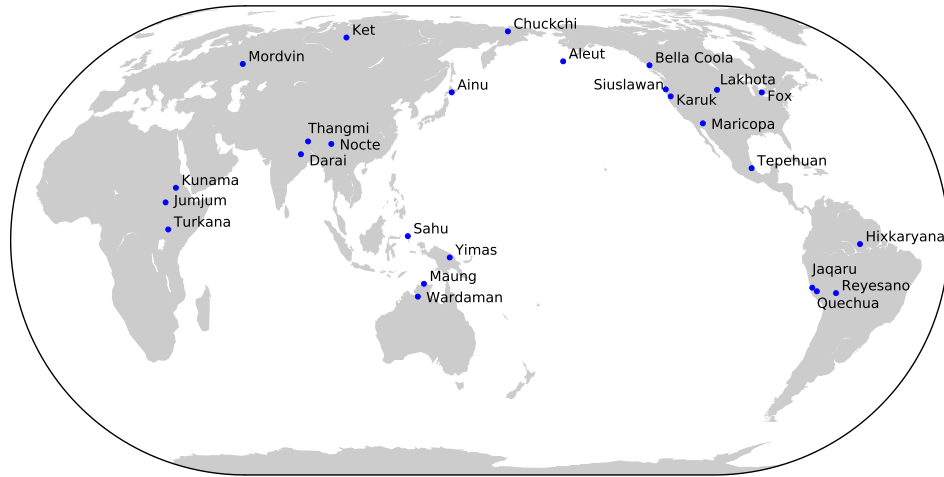 Chuckchi
Ket
Aleut
Mordvin
Bella Coola
Ainu
Siuslawan
Lakhota
Fox
Karuk
Maricopa
Thangmi
Nocte
Darai
Tepehuan
Kunama
Jumjum
Turkana
Sahu
Hixkaryana
Yimas
Jaqaru
Maung
Reyesano
Wardaman
Quechua